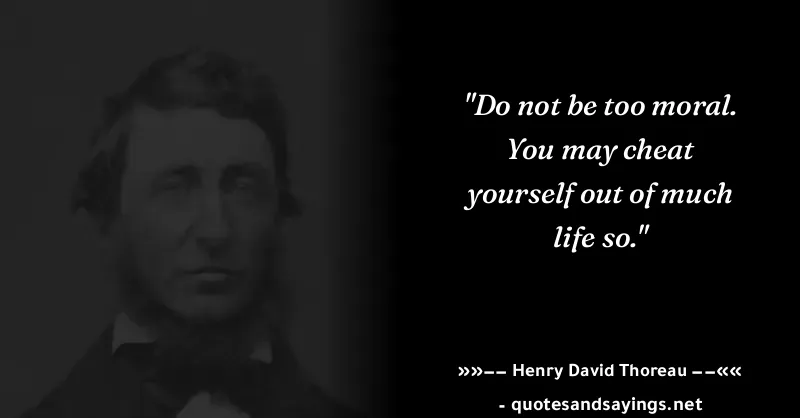 "Do not be too moral.
You may cheat
yourself out of much
life so."
»»–– Henry David Thoreau ––««
- quotesandsayings.net